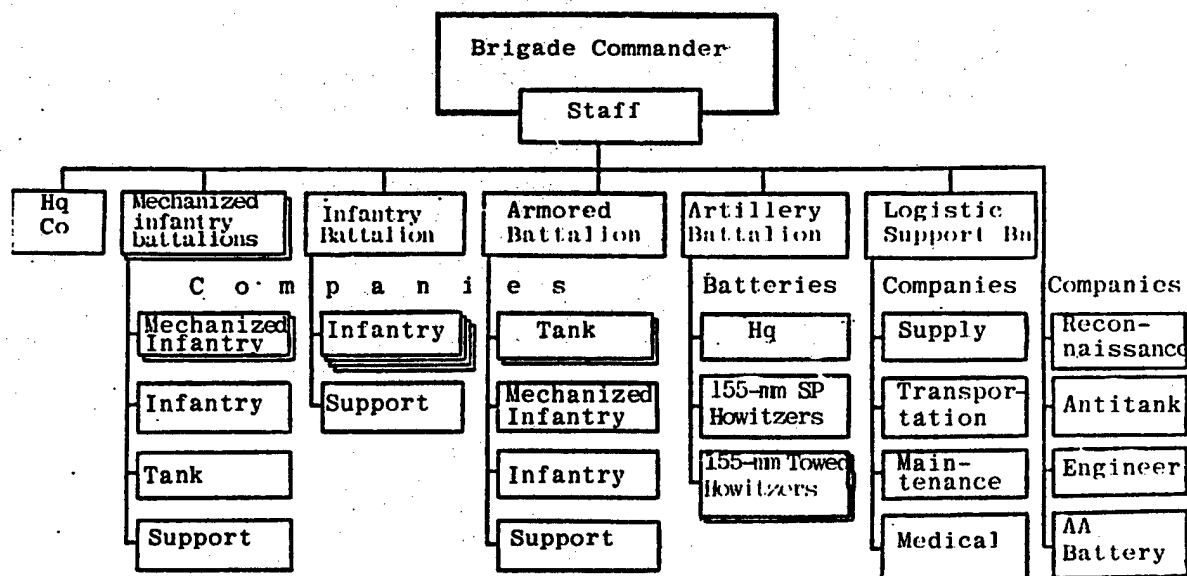 Brigade Commander
Staff
Hq
Co
Mechanized
infantry
battalions
Infantry
Battalion
Armored
Battalion
Artillery
Battalion
Logistic
Support Bn
Companies
Batteries
Companies
Companies
Mechanized
Infantry
Infantry
Tank
Support
Infantry
Support
Tank
Mechanized
Infantry
Infantry
Support
Hq
155-mm SP
Howitzers
155-mm Towed
Howitzers
Supply
Transpor-
tation
Main-
tenance
Medical
Recon-
naissance
Antitank
Engineer
AA
Battery